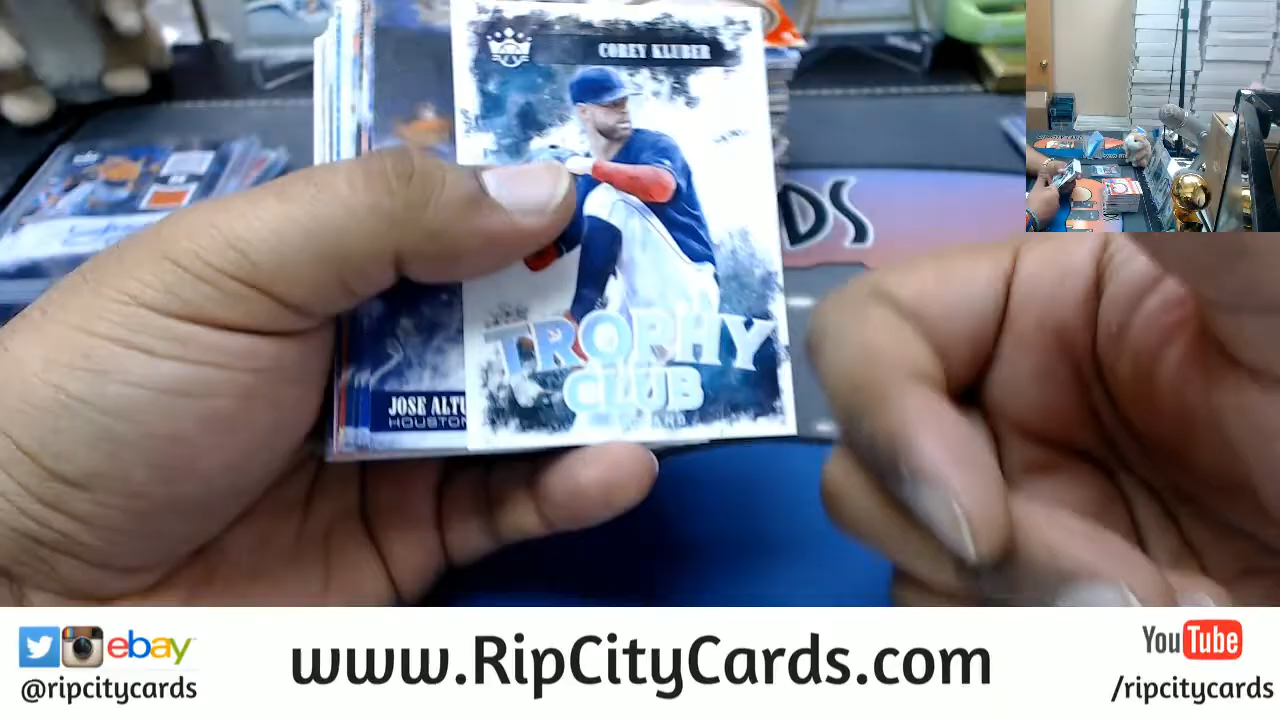 COREY KLUBER
TROPHY
CLUB
JOSE ALTU
HOUSTON
DS
ebay
@ripcitycards
www.RipCityCards.com
YouTube
/ripcitycards